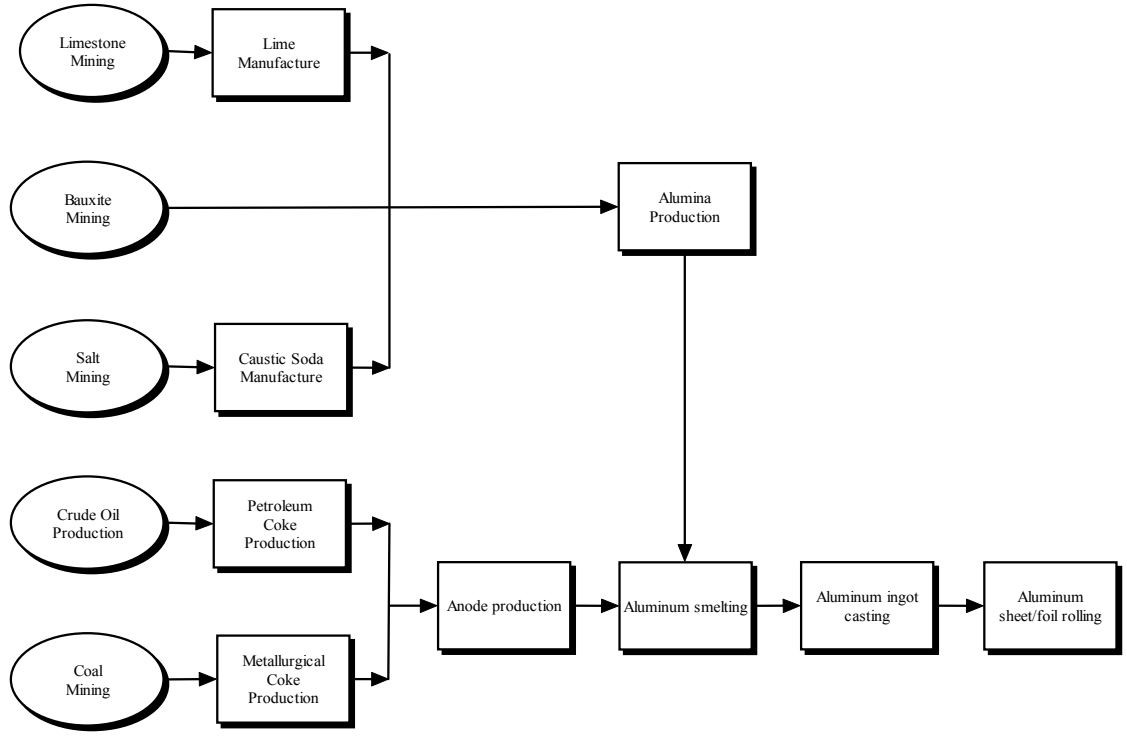 Limestone
Mining
Lime
Manufacture
Bauxite
Mining
Alumina
Production
Salt
Mining
Caustic Soda
Manufacture
Crude Oil
Production
Petroleum
Coke
Production
Anode production
Aluminum smelting
Aluminum ingot
casting
Aluminum
sheet/foil rolling
Coal
Mining
Metallurgical
Coke
Production